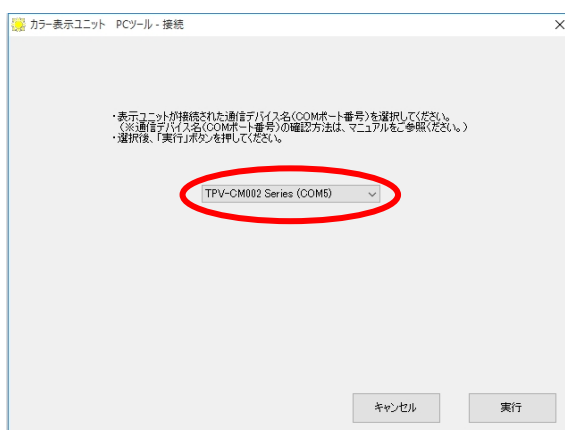 カラー表示ユニット PCツール - 接続
・表示ユニットが接続された通信デバイス名(COMポート番号)を選択してください。
(※通信デバイス名(COMポート番号)の確認方法は、マニュアルをご参照ください。)
・選択後、「実行」ボタンを押してください。
TPV-CM002 Series (COM5)
キャンセル
実行